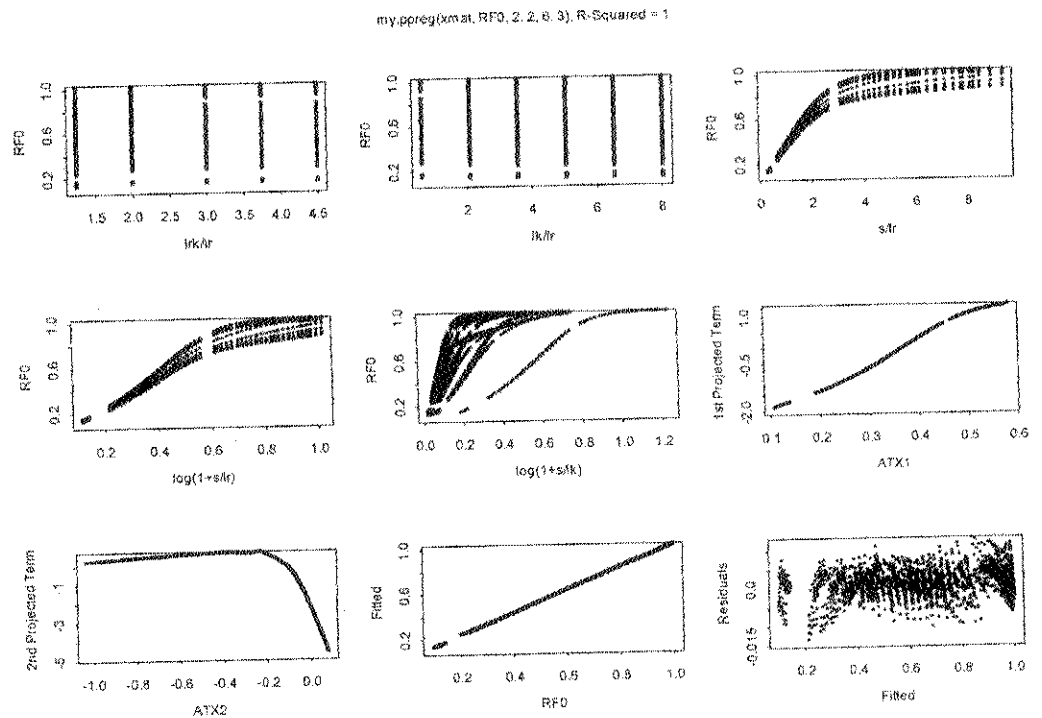 my.ppreg(xmat, RF0, 2, 2, 6, 3), R-Squared = 1
RF0
1.0
0.6
0.2
1.5 2.0 2.5 3.0 3.5 4.0 4.5
lrk/lr
RF0
1.0
0.6
0.2
2 4 6 8
lk/lr
RF0
1.0
0.6
0.2
0 2 4 6 8
s/lr
RF0
1.0
0.6
0.2
0.2 0.4 0.6 0.8 1.0
log(1+s/lr)
RF0
1.0
0.6
0.2
0.0 0.2 0.4 0.6 0.8 1.0 1.2
log(1+s/lk)
1st Projected Term
1.0
-0.5
-2.0
0.1 0.2 0.3 0.4 0.5 0.6
ATX1
2nd Projected Term
-1
-3
-5
-1.0 -0.8 -0.6 -0.4 -0.2 0.0
ATX2
Fitted
1.0
0.6
0.2
0.2 0.4 0.6 0.8 1.0
RF0
Residuals
0.0
-0.015
0.2 0.4 0.6 0.8 1.0
Fitted